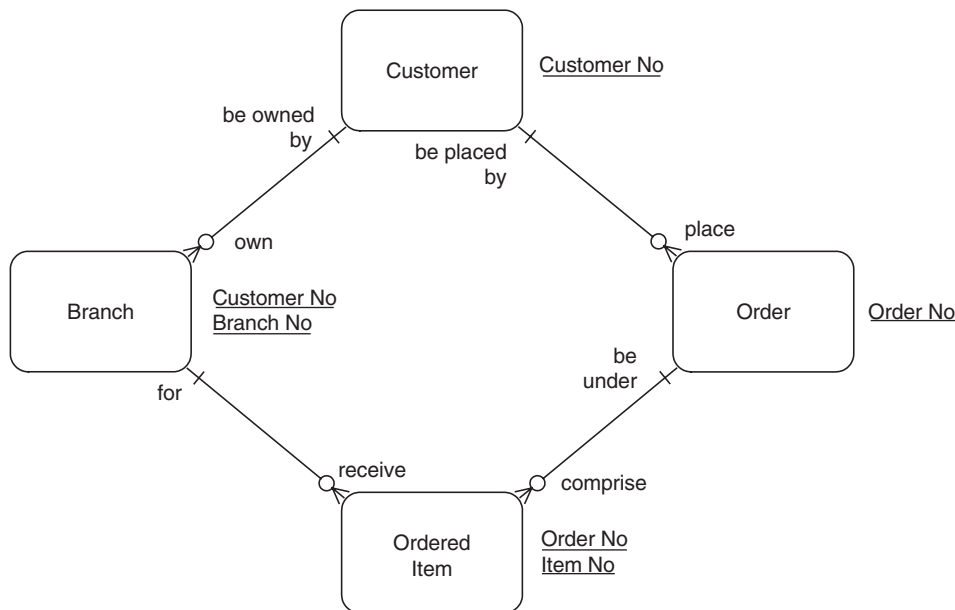 Customer
Customer No
be owned
by
be placed
by
own
place
Branch
Customer No
Branch No
Order
Order No
for
be
under
receive
comprise
Ordered
Item
Order No
Item No